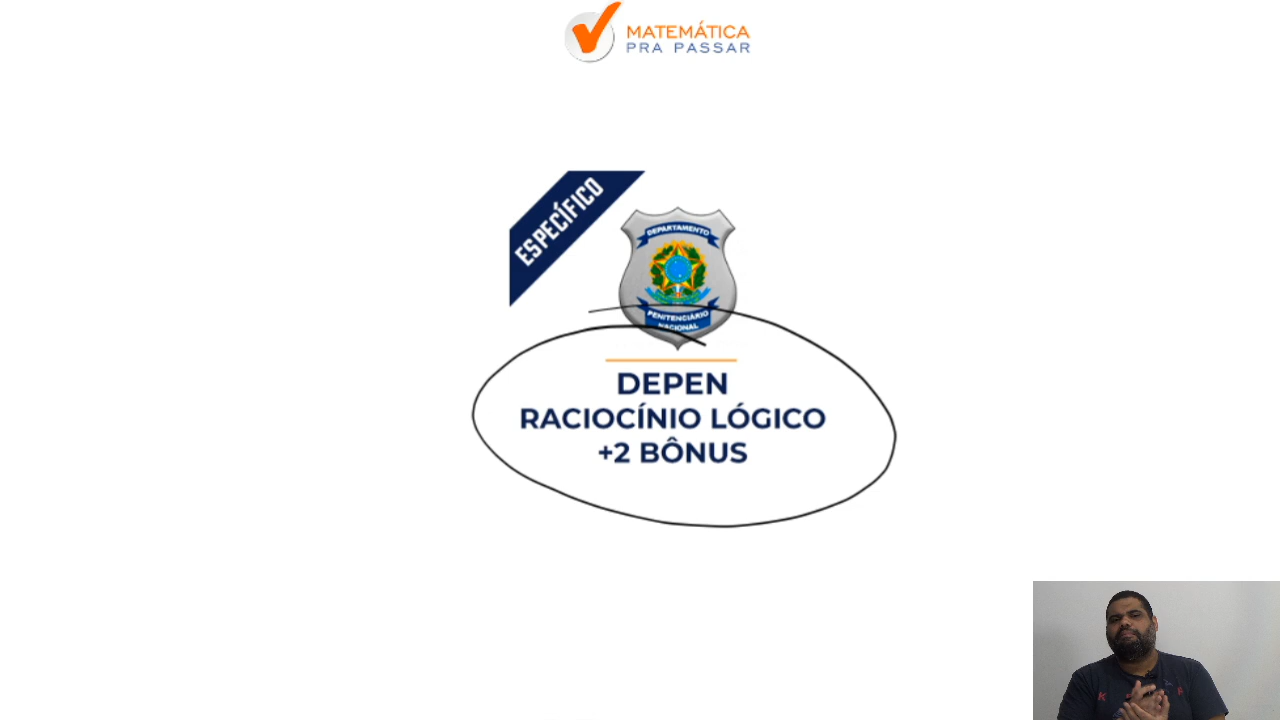 MATEMÁTICA
PRA PASSAR
ESPECÍFICO
DEPARTAMENTO
PENITENCIÁRIO
NACIONAL
DEPEN
RACIOCÍNIO LÓGICO
+2 BÔNUS